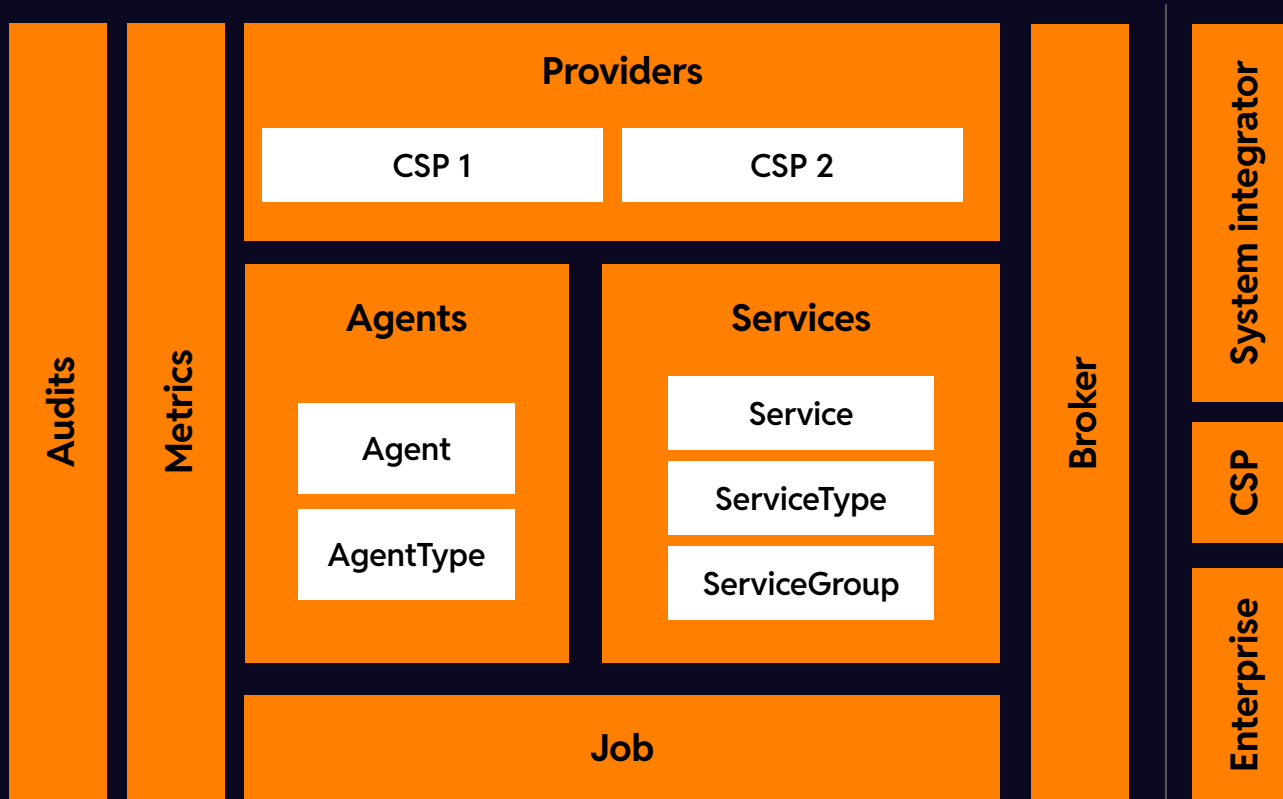 Audits
Metrics
Providers
CSP 1
CSP 2
Agents
Agent
AgentType
Services
Service
ServiceType
ServiceGroup
Job
Broker
System integrator
CSP
Enterprise